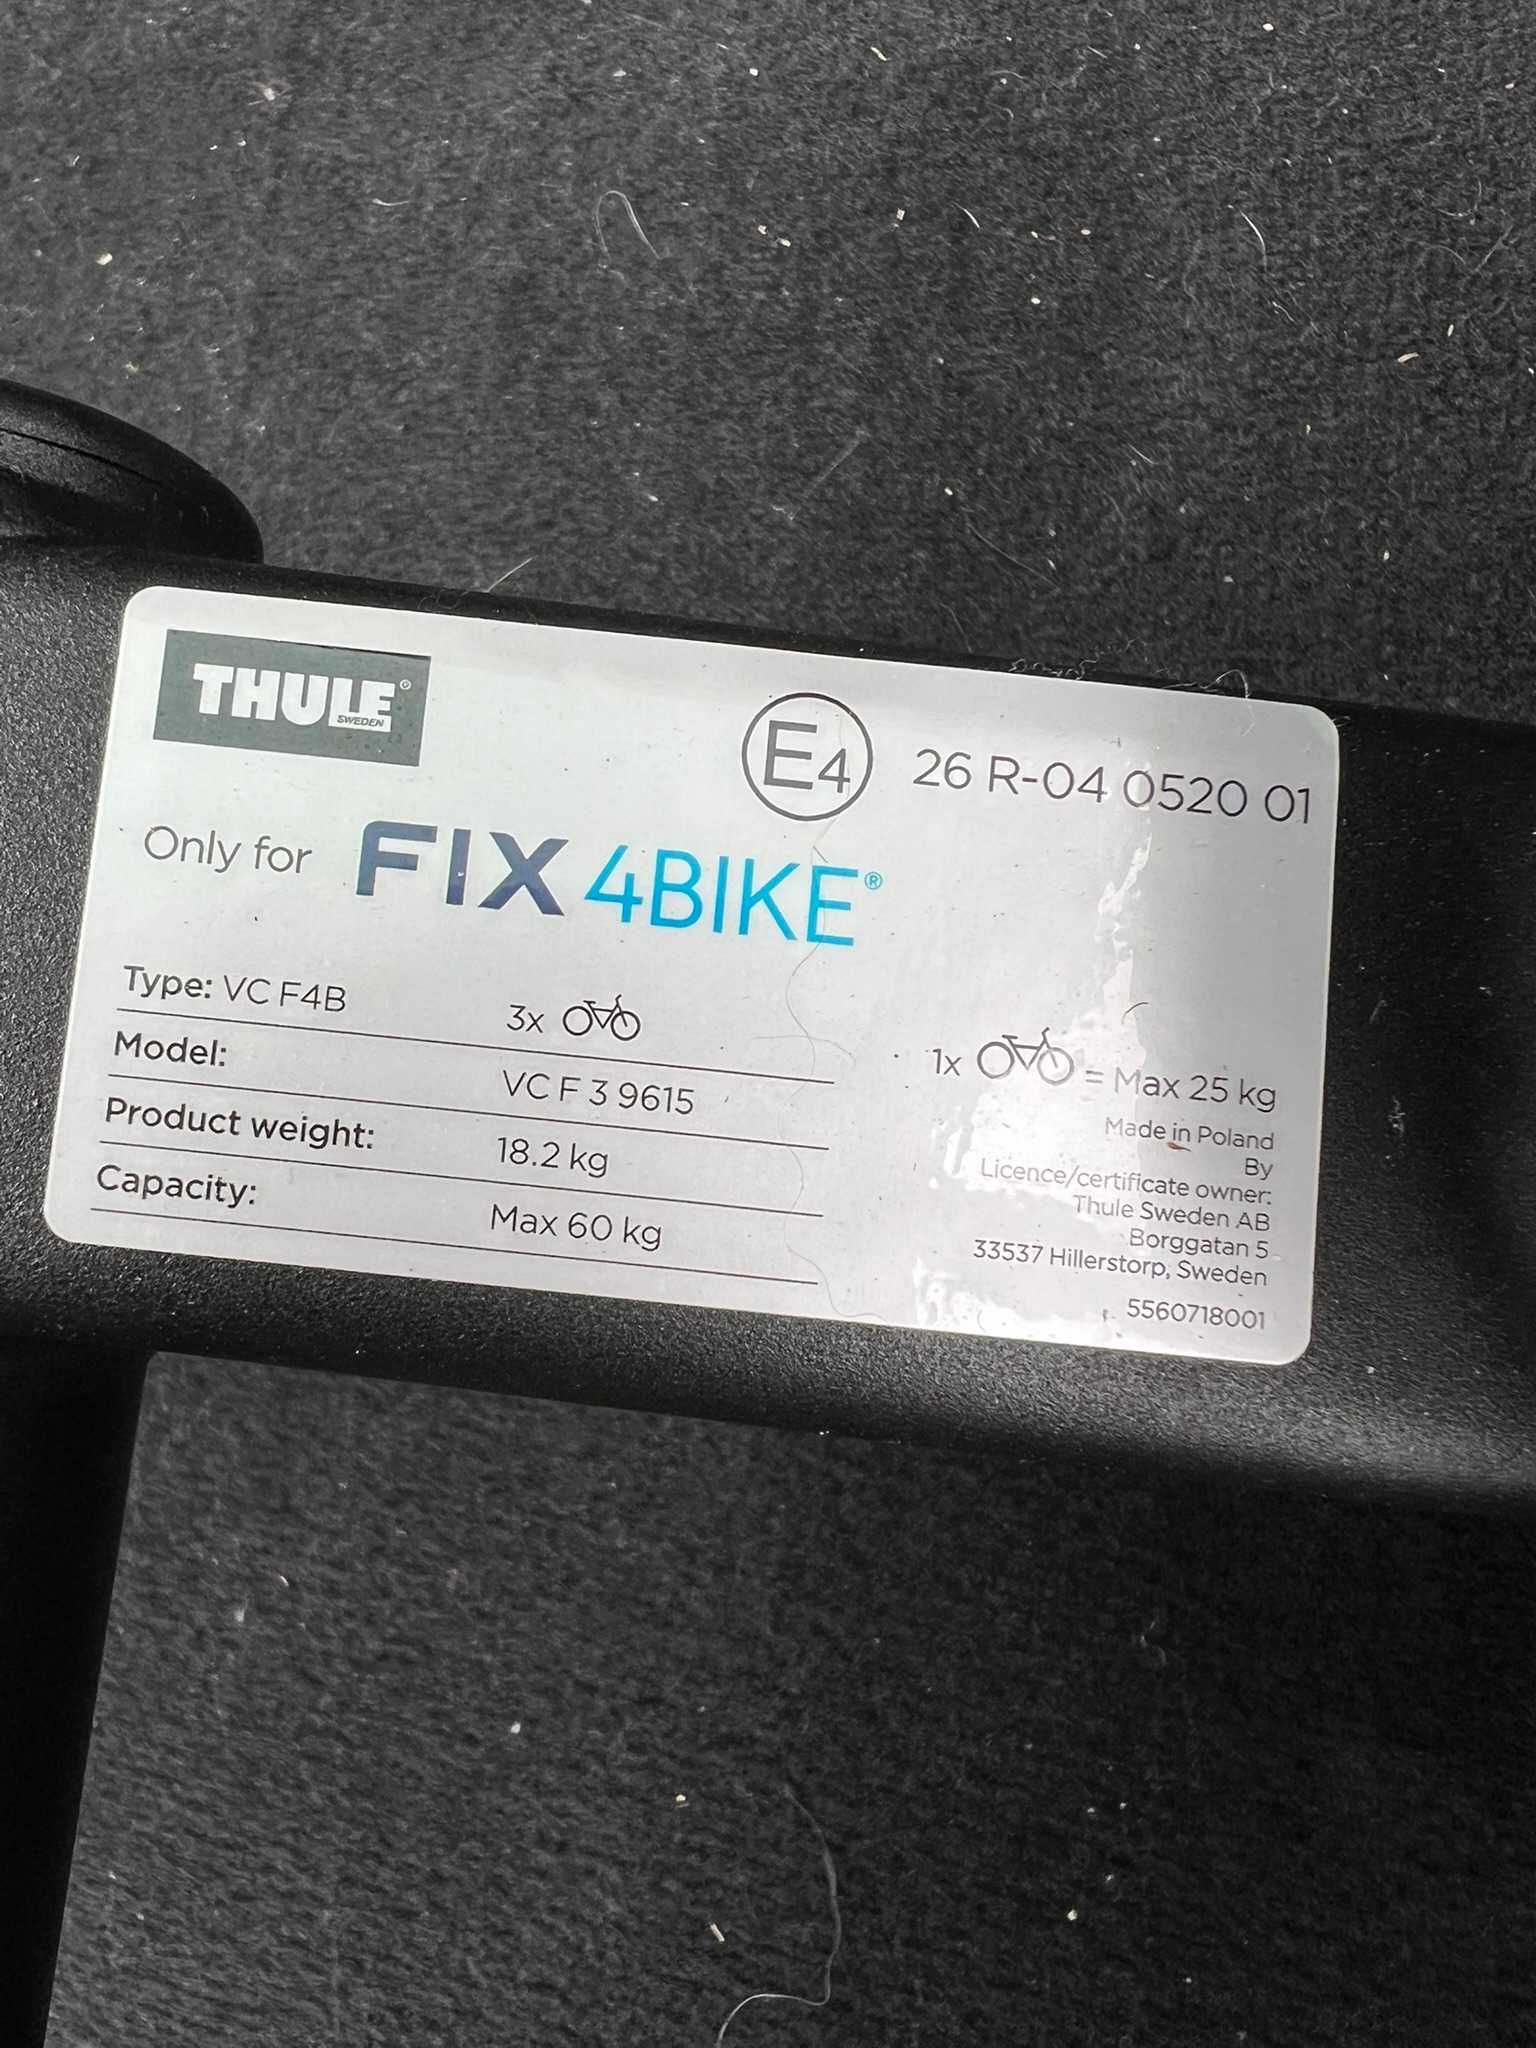 THULE®
SWEDEN
E4 26 R-04 0520 01
Only for FIX4BIKE®
Type: VC F4B 3x
Model: VC F 3 9615
Product weight: 18.2 kg
Capacity: Max 60 kg
1x = Max 25 kg
Made in Poland
By
Licence/certificate owner:
Thule Sweden AB
Borggatan 5
33537 Hillerstorp, Sweden
5560718001